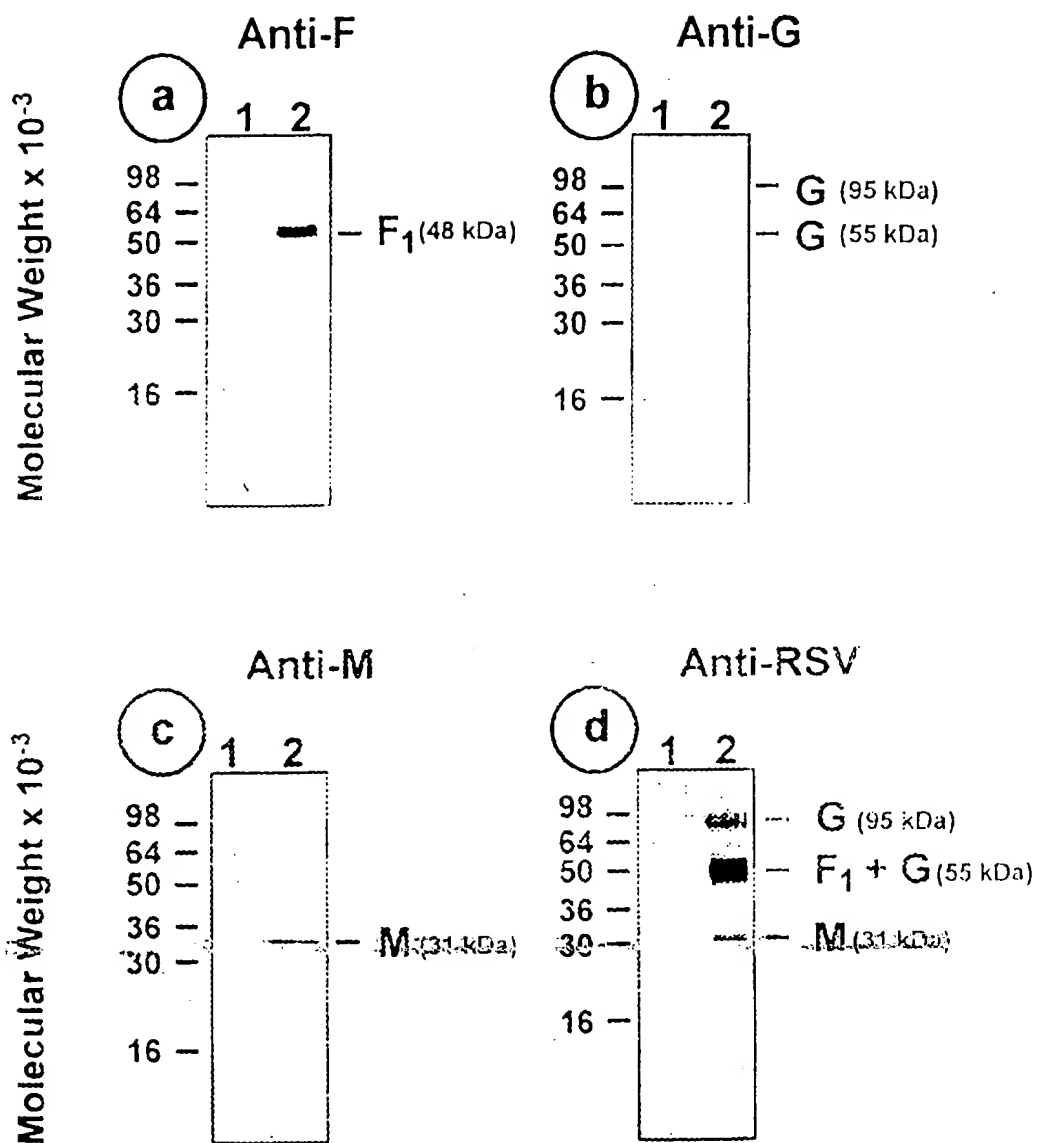 Anti-F
a
1 2
Molecular Weight x 10⁻³
98
64
50
36
30
16
F₁ (48 kDa)
Anti-G
b
1 2
98
64
50
36
30
16
G (95 kDa)
G (55 kDa)
Anti-M
c
1 2
Molecular Weight x 10⁻³
98
64
50
36
30
16
M (31 kDa)
Anti-RSV
d
1 2
98
64
50
36
30
16
G (95 kDa)
F₁ + G (55 kDa)
M (31 kDa)